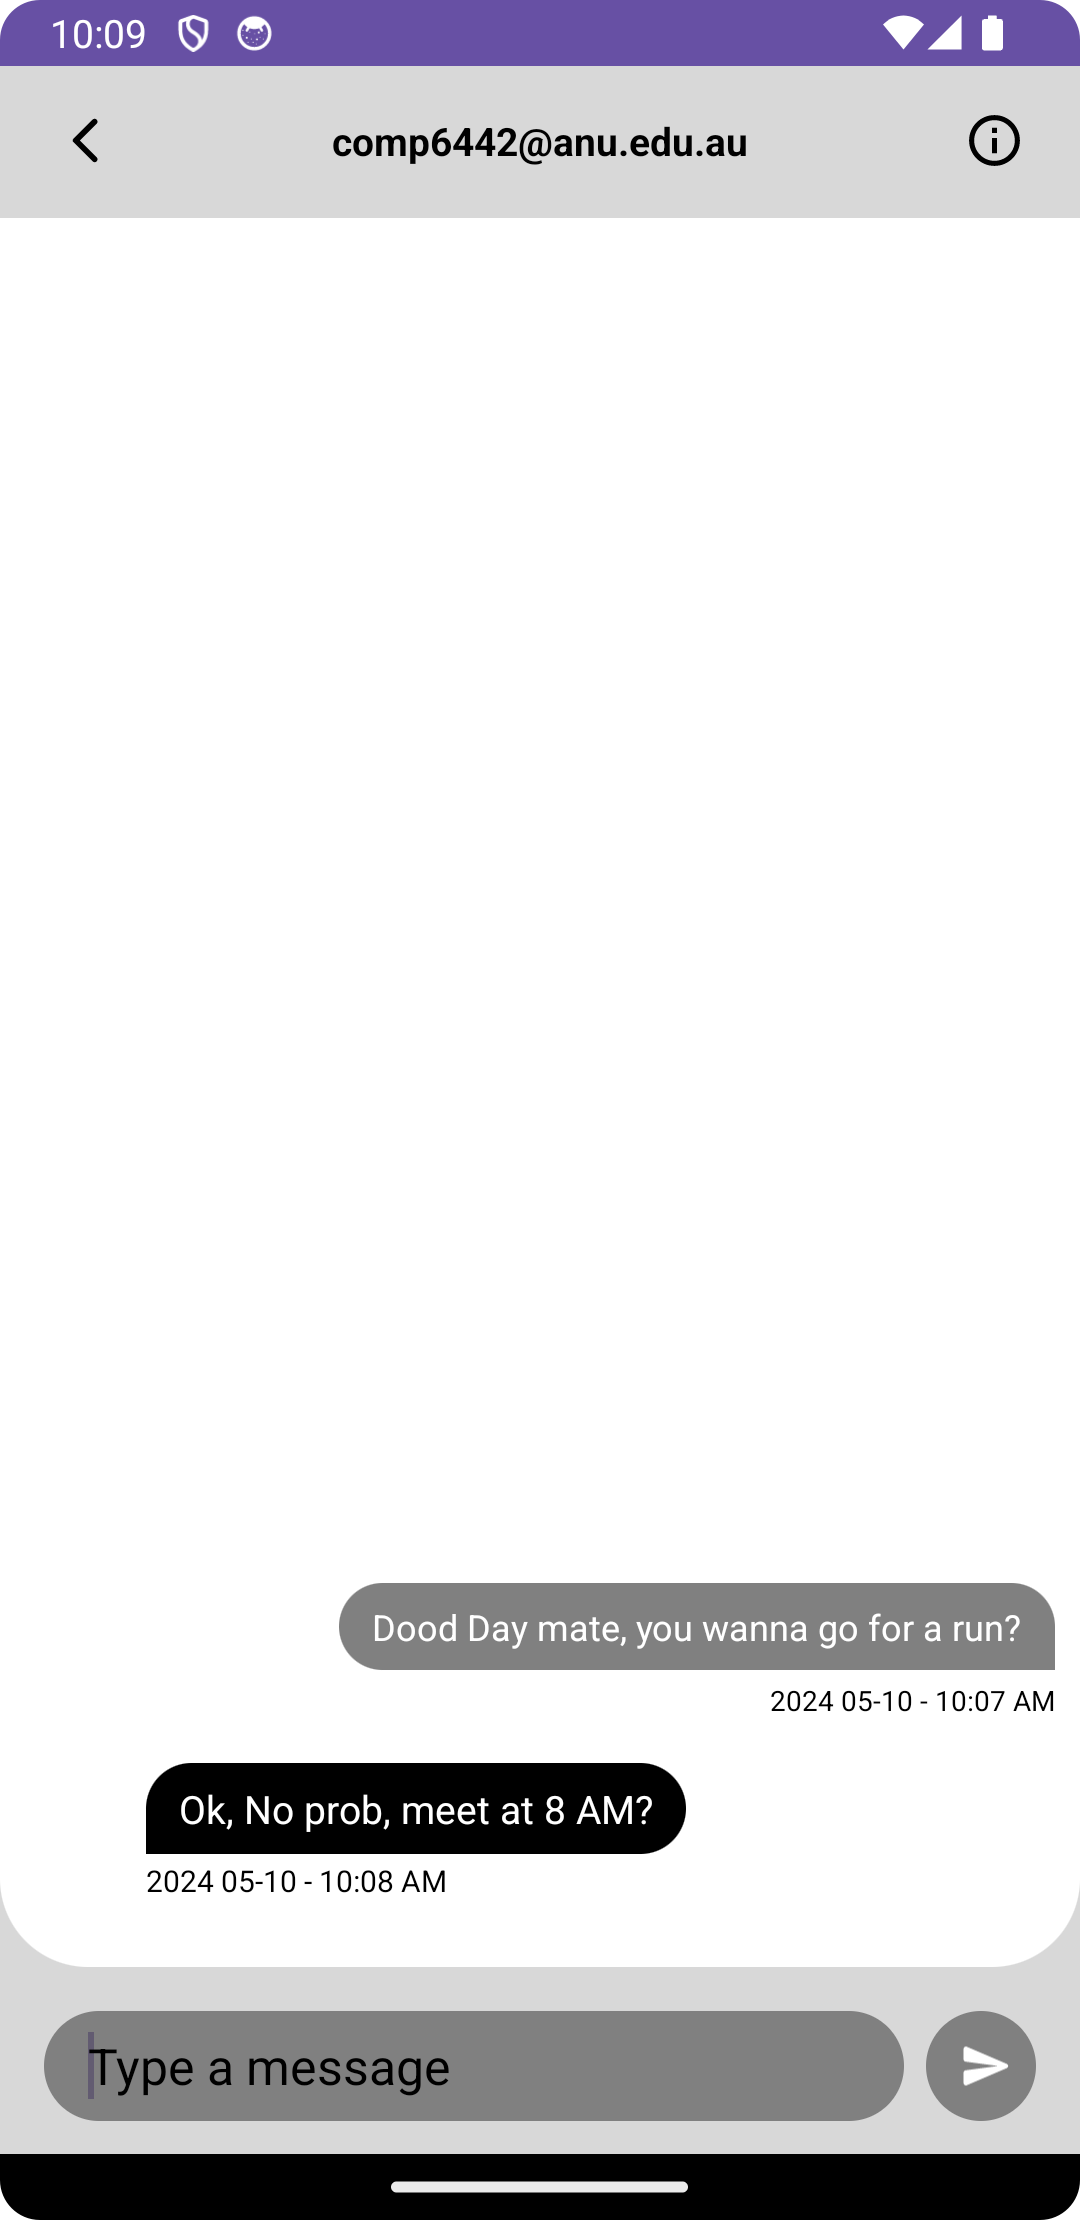 10:09
comp6442@anu.edu.au
Dood Day mate, you wanna go for a run?
2024 05-10 - 10:07 AM
Ok, No prob, meet at 8 AM?
2024 05-10 - 10:08 AM
Type a message